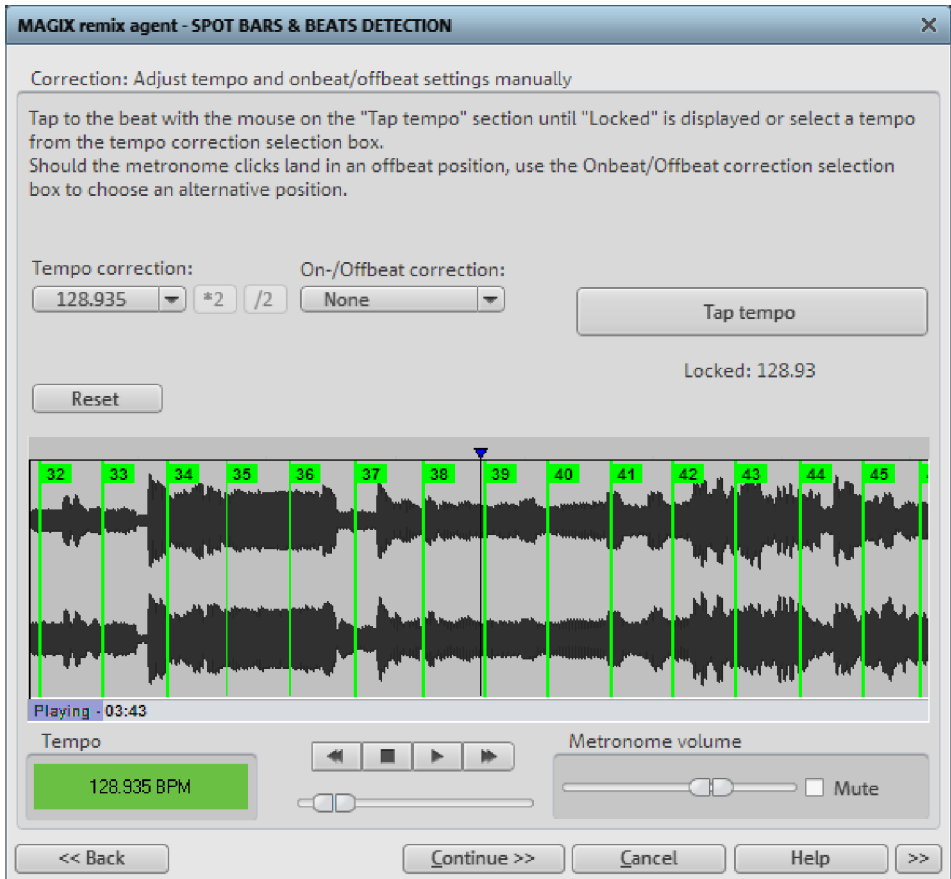 MAGIX remix agent - SPOT BARS & BEATS DETECTION
Correction: Adjust tempo and onbeat/offbeat settings manually
Tap to the beat with the mouse on the "Tap tempo" section until "Locked" is displayed or select a tempo
from the tempo correction selection box.
Should the metronome clicks land in an offbeat position, use the Onbeat/Offbeat correction selection
box to choose an alternative position.
Tempo correction:
On-/Offbeat correction:
128.935 *2 /2 None
Tap tempo
Locked: 128.93
Reset
32 33 34 35 36 37 38 39 40 41 42 43 44 45
Playing - 03:43
Tempo
Metronome volume
128.935 BPM
Mute
<< Back Continue >> Cancel Help >>